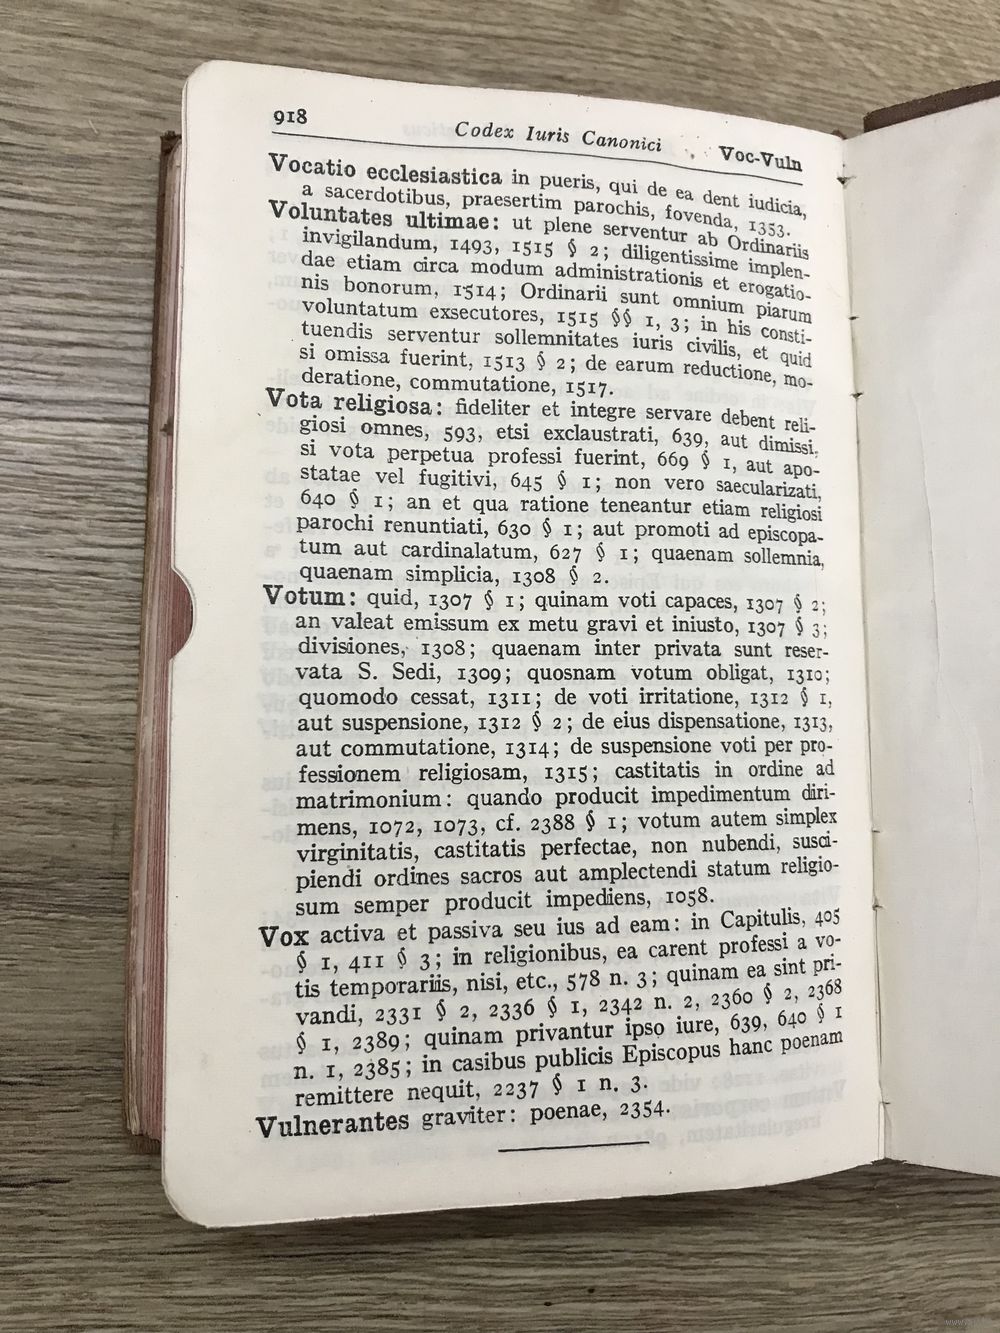 918
Codex Iuris Canonici
Voc-Vuln
Vocatio ecclesiastica in pueris, qui de ea dent iudicia,
a sacerdotibus, praesertim parochis, fovenda, 1353.
Voluntates ultimae: ut plene serventur ab Ordinariis
invigilandum, 1493, 1515 § 2; diligentissime implen-
dae etiam circa modum administrationis et erogatio-
nis bonorum, 1514; Ordinarii sunt omnium piarum
voluntatum exsecutores, 1515 §§ 1, 3; in his consti-
tuendis serventur sollemnitates iuris civilis, et quid
si omissa fuerint, 1513 § 2; de earum reductione, mo-
deratione, commutatione, 1517.
Vota religiosa: fideliter et integre servare debent reli-
giosi omnes, 593, etsi exclaustrati, 639, aut dimissi,
si vota perpetua professi fuerint, 669 § 1, aut apo-
statae vel fugitivi, 645 § 1; non vero saecularizati,
640 § 1; an et qua ratione teneantur etiam religiosi
parochi renuntiati, 630 § 1; aut promoti ad episcopa-
tum aut cardinalatum, 627 § 1; quaenam sollemnia,
quaenam simplicia, 1308 § 2.
Votum: quid, 1307 § 1; quinam voti capaces, 1307 § 2;
an valeat emissum ex metu gravi et iniusto, 1307 § 3;
divisiones, 1308; quaenam inter privata sunt reser-
vata S. Sedi, 1309; quosnam votum obligat, 1310;
quomodo cessat, 1311; de voti irritatione, 1312 § 1,
aut suspensione, 1312 § 2; de eius dispensatione, 1313,
aut commutatione, 1314; de suspensione voti per pro-
fessionem religiosam, 1315; castitatis in ordine ad
matrimonium: quando producit impedimentum diri-
mens, 1072, 1073, cf. 2388 § 1; votum autem simplex
virginitatis, castitatis perfectae, non nubendi, susci-
piendi ordines sacros aut amplectendi statum religio-
sum semper producit impediens, 1058.
Vox activa et passiva seu ius ad eam: in Capitulis, 405
§ 1, 411 § 3; in religionibus, ea carent professi a vo-
tis temporariis, nisi, etc., 578 n. 3; quinam ea sint pri-
vandi, 2331 § 2, 2336 § 1, 2342 n. 2, 2360 § 2, 2368
§ 1, 2389; quinam privantur ipso iure, 639, 640 § 1
n. 1, 2385; in casibus publicis Episcopus hanc poenam
remittere nequit, 2237 § 1 n. 3.
Vulnerantes graviter: poenae, 2354.